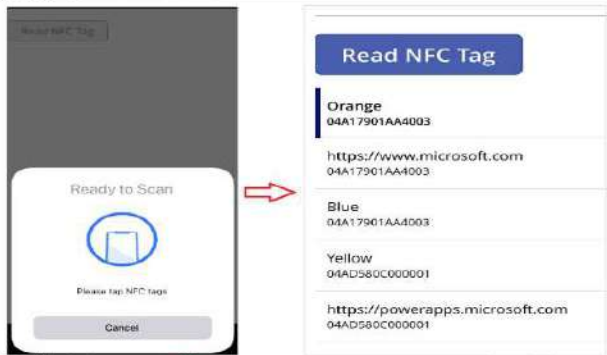 Read NFC Tag
Ready to Scan
Please tap NFC tags
Cancel
Read NFC Tag
Orange
04A17901AA4003
https://www.microsoft.com
04A17901AA4003
Blue
04A17901AA4003
Yellow
04AD580C000001
https://powerapps.microsoft.com
04AD580C000001